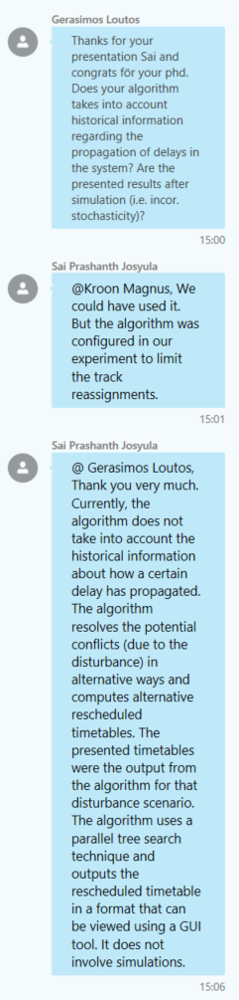 Gerasimos Loutos
Thanks for your
presentation Sai and
congrats för your phd.
Does your algorithm
takes into account
historical information
regarding the
propagation of delays in
the system? Are the
presented results after
simulation (i.e. incor.
stochasticity)?
15:00
Sai Prashanth Josyula
@Kroon Magnus, We
could have used it.
But the algorithm was
configured in our
experiment to limit
the track
reassignments.
15:01
Sai Prashanth Josyula
@ Gerasimos Loutos,
Thank you very much.
Currently, the
algorithm does not
take into account the
historical information
about how a certain
delay has propagated.
The algorithm
resolves the potential
conflicts (due to the
disturbance) in
alternative ways and
computes alternative
rescheduled
timetables. The
presented timetables
were the output from
the algorithm for that
disturbance scenario.
The algorithm uses a
parallel tree search
technique and
outputs the
rescheduled timetable
in a format that can
be viewed using a GUI
tool. It does not
involve simulations.
15:06